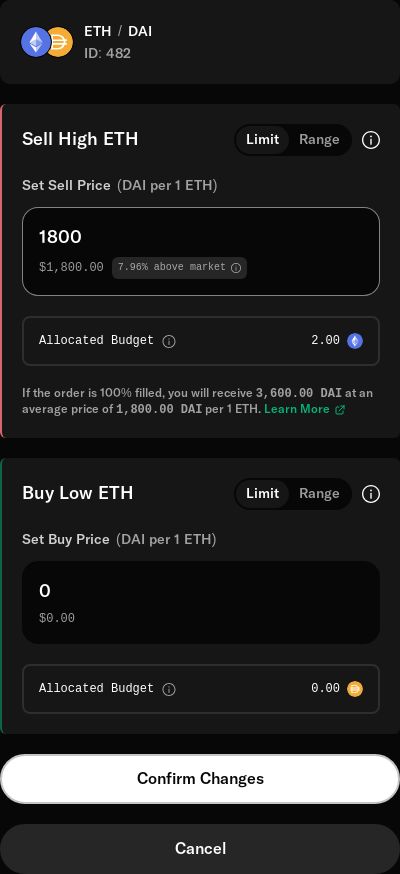 ETH / DAI
ID: 482
Sell High ETH
Limit Range
Set Sell Price (DAI per 1 ETH)
1800
$1,800.00 7.96% above market
Allocated Budget 2.00
If the order is 100% filled, you will receive 3,600.00 DAI at an
average price of 1,800.00 DAI per 1 ETH. Learn More
Buy Low ETH
Limit Range
Set Buy Price (DAI per 1 ETH)
0
$0.00
Allocated Budget 0.00
Confirm Changes
Cancel